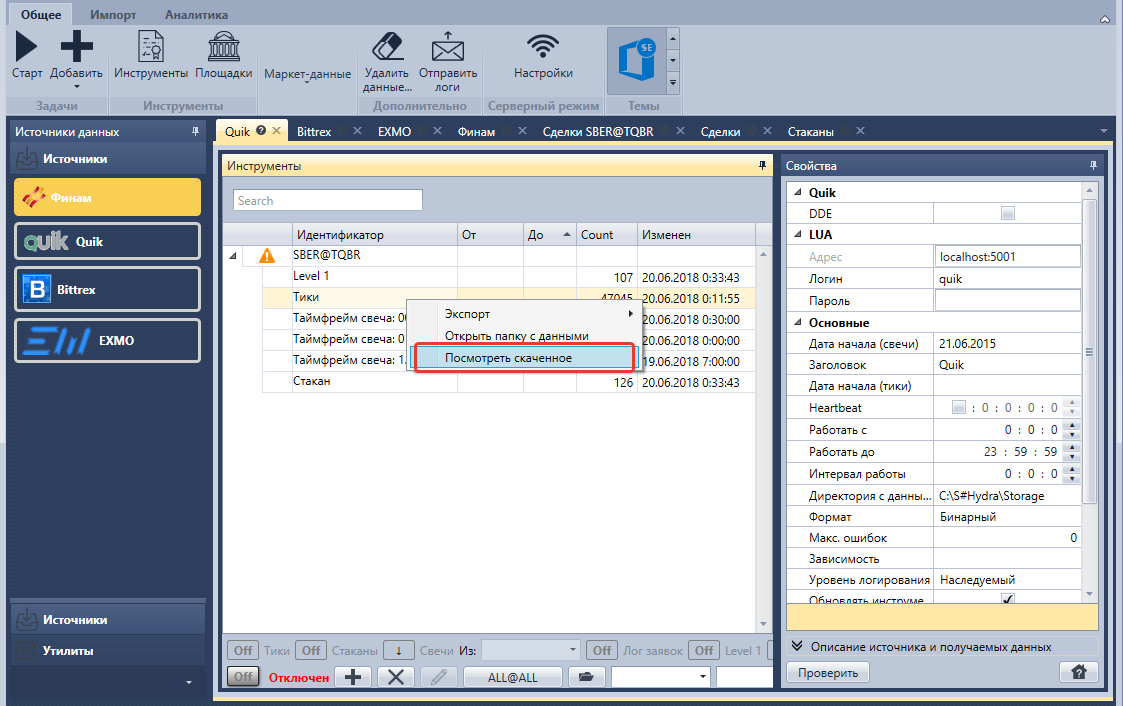 Общее Импорт Аналитика
Старт Добавить Инструменты Площадки Маркет-данные Удалить данные... Отправить логи Настройки SE
Задачи Инструменты Дополнительно Серверный режим Темы
Источники данных
Источники
Финам
quik Quik
B Bittrex
EXMO
Источники
Утилиты
Quik Bittrex EXMO Финам Сделки SBER@TQBR Сделки Стаканы
Инструменты
Search
Идентификатор От До Count Изменен
SBER@TQBR
Level 1 107 20.06.2018 0:33:43
Тики 47045 20.06.2018 0:11:55
Таймфрейм свеча: 20.06.2018 0:30:00
Таймфрейм свеча: 20.06.2018 0:00:00
Таймфрейм свеча: 1. 19.06.2018 7:00:00
Стакан 126 20.06.2018 0:33:43
Экспорт
Открыть папку с данными
Посмотреть скаченное
Off Тики Off Стаканы Свечи Из: Off Лог заявок Off Level 1
Off Отключен ALL@ALL
Свойства
Quik
DDE
LUA
Адрес localhost:5001
Логин quik
Пароль
Основные
Дата начала (свечи) 21.06.2015
Заголовок Quik
Дата начала (тики)
Heartbeat : 0 : 0 : 0 : 0
Работать с 0 : 0 : 0
Работать до 23 : 59 : 59
Интервал работы 0 : 0 : 0
Директория с данны... C:\S#Hydra\Storage
Формат Бинарный
Макс. ошибок 0
Зависимость
Уровень логирования Наследуемый
Обновлять инструме
Описание источника и получаемых данных
Проверить